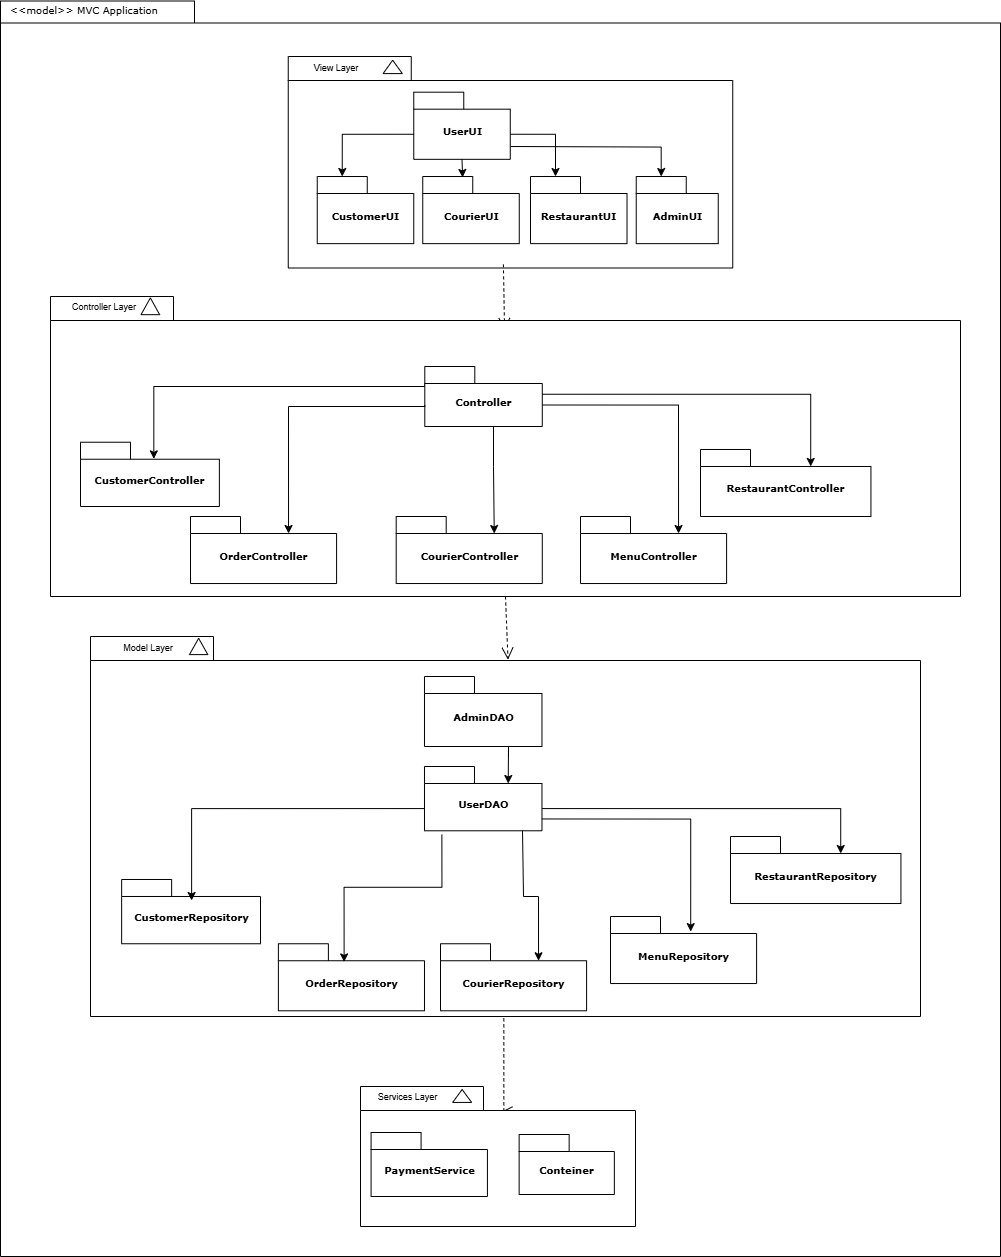 <<model>> MVC Application
View Layer
UserUI
CustomerUI
CourierUI
RestaurantUI
AdminUI
Controller Layer
Controller
CustomerController
RestaurantController
OrderController
CourierController
MenuController
Model Layer
AdminDAO
UserDAO
RestaurantRepository
CustomerRepository
MenuRepository
OrderRepository
CourierRepository
Services Layer
PaymentService
Conteiner